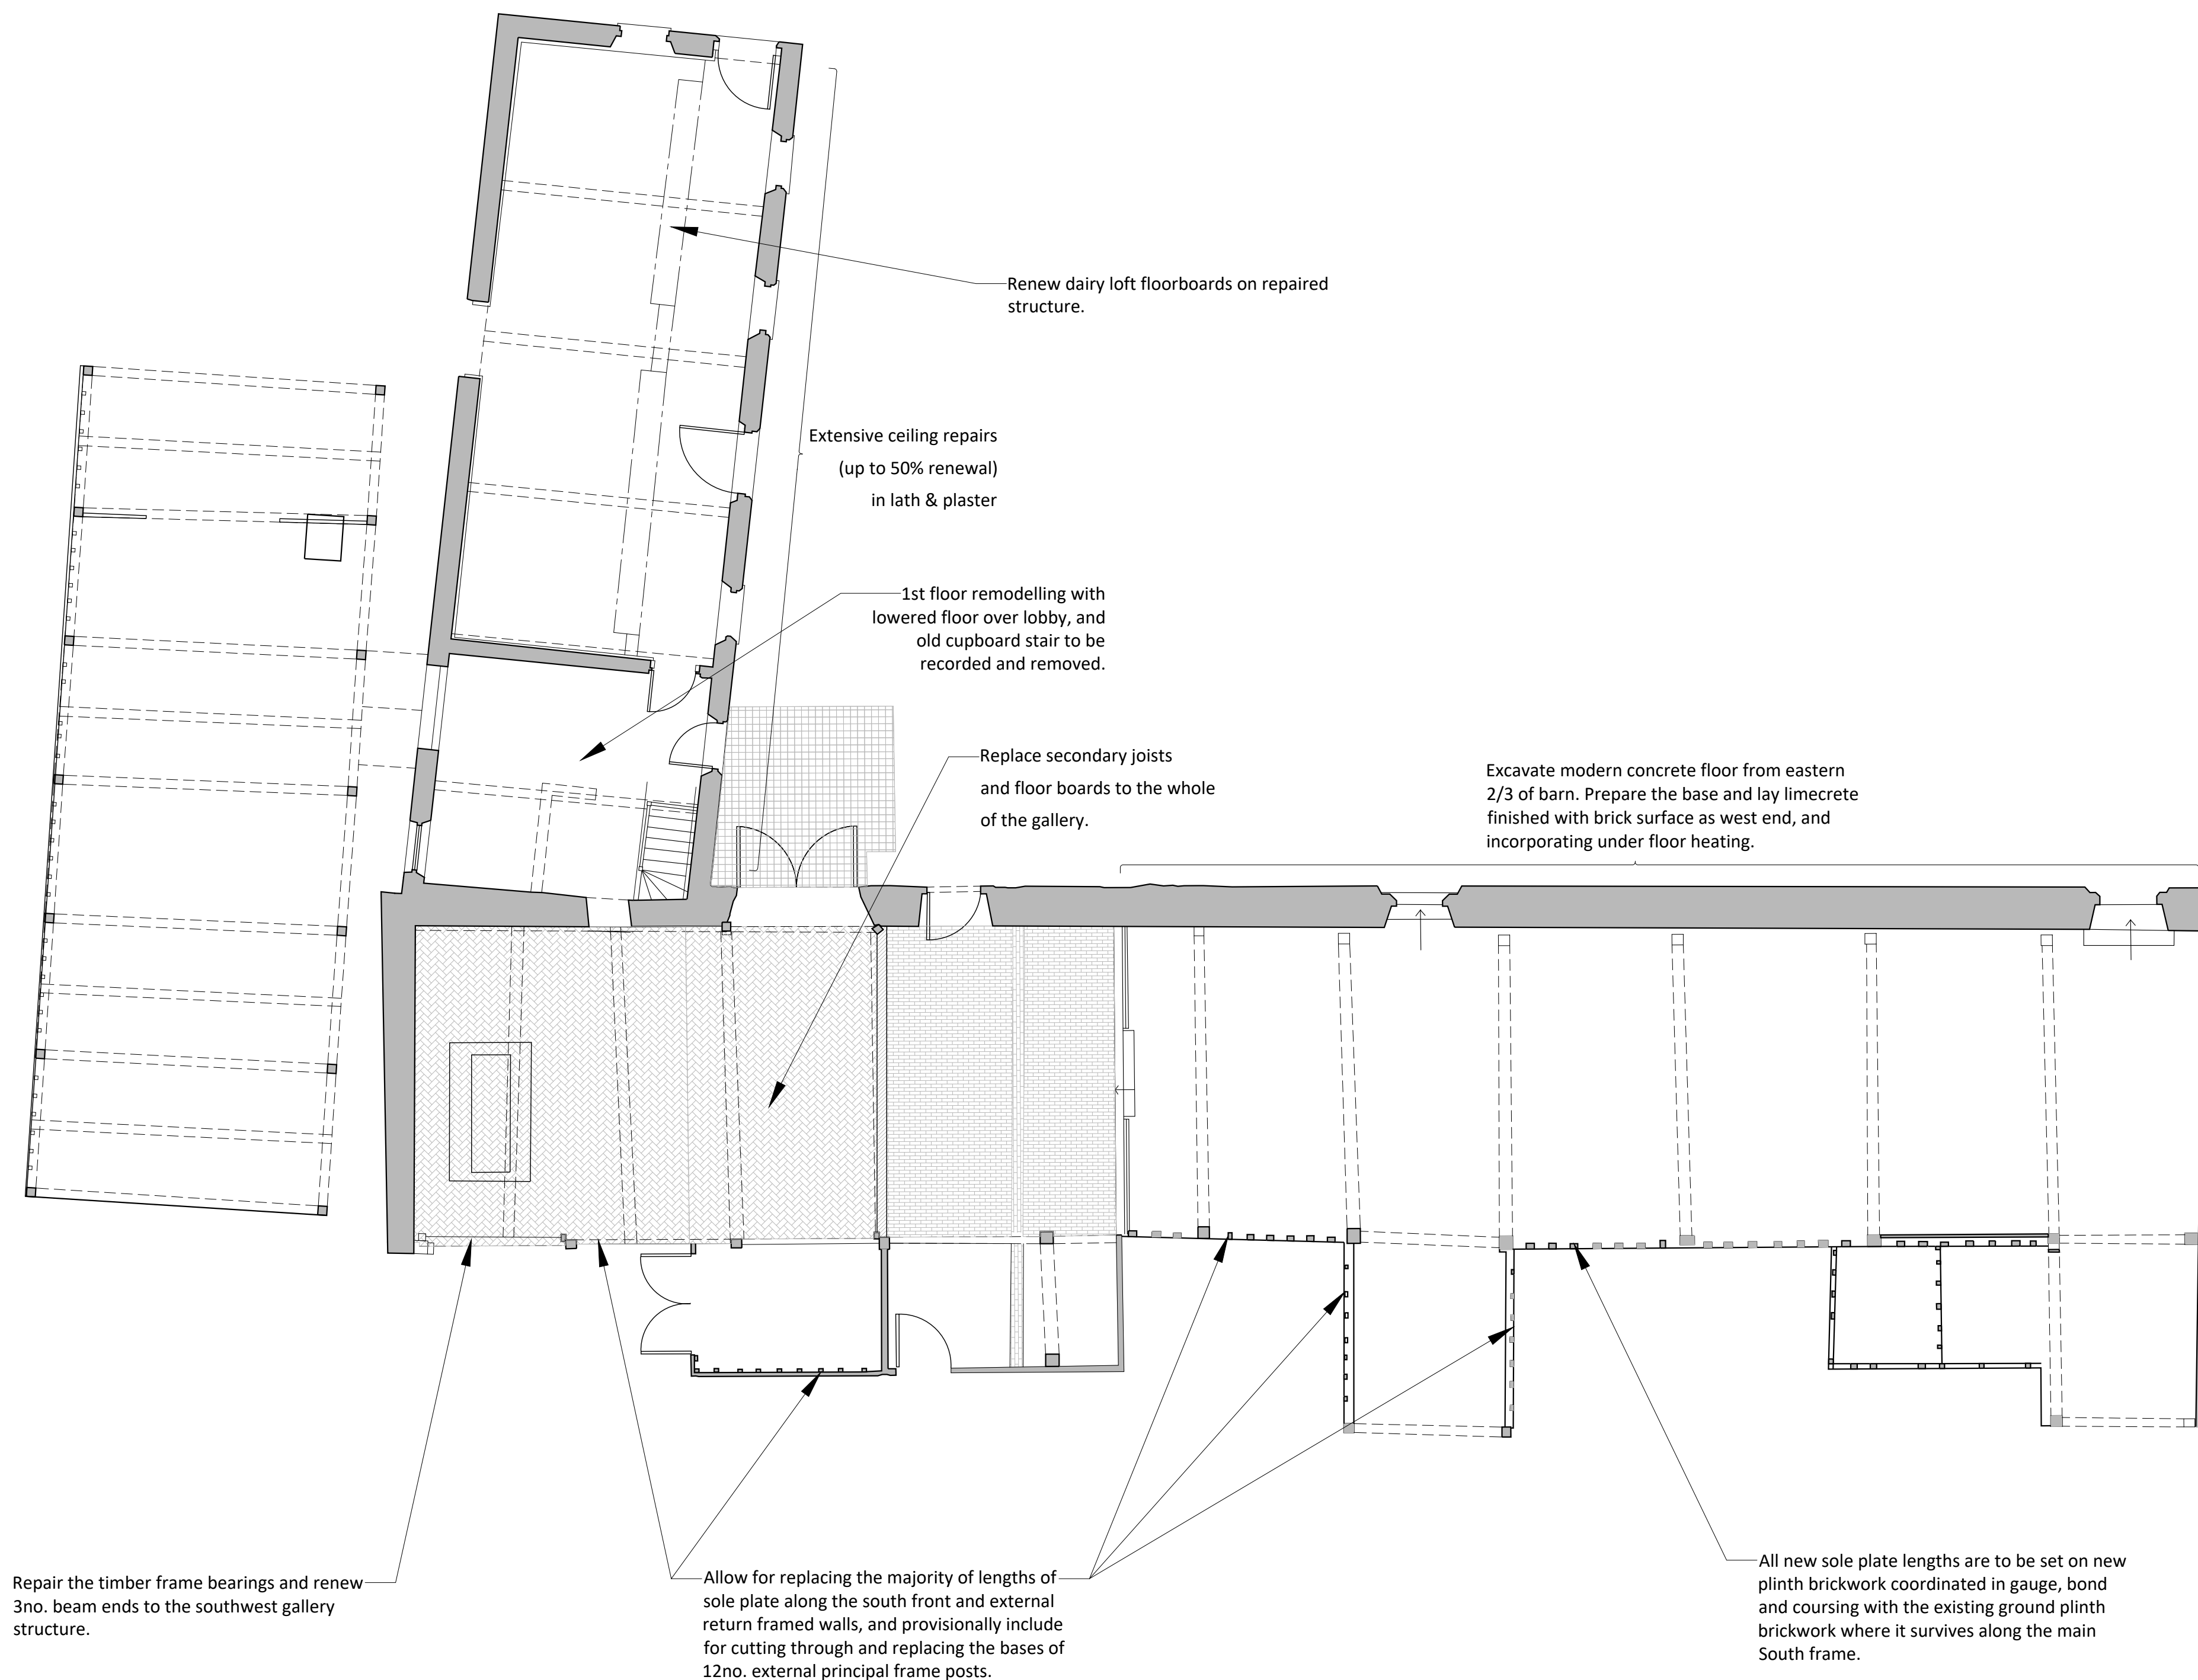 Renew dairy loft floorboards on repaired
structure.
Extensive ceiling repairs
(up to 50% renewal)
in lath & plaster
1st floor remodelling with
lowered floor over lobby, and
old cupboard stair to be
recorded and removed.
Replace secondary joists
and floor boards to the whole
of the gallery.
Excavate modern concrete floor from eastern
2/3 of barn. Prepare the base and lay limecrete
finished with brick surface as west end, and
incorporating under floor heating.
Repair the timber frame bearings and renew
3no. beam ends to the southwest gallery
structure.
Allow for replacing the majority of lengths of
sole plate along the south front and external
return framed walls, and provisionally include
for cutting through and replacing the bases of
12no. external principal frame posts.
All new sole plate lengths are to be set on new
plinth brickwork coordinated in gauge, bond
and coursing with the existing ground plinth
brickwork where it survives along the main
South frame.